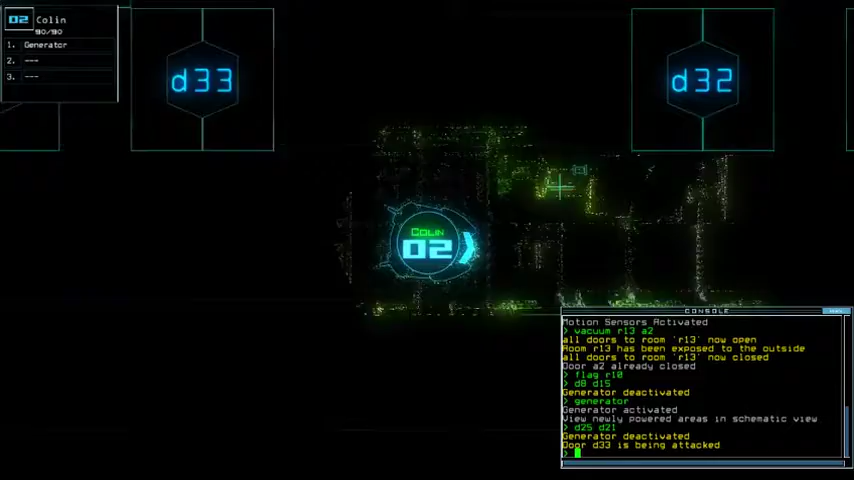 02 Colin
90/90
1. Generator
2. ---
3. ---
d33
d32
Colin
02
CONSOLE
Motion Sensors Activated
> vacuum r13 a2
all doors to room 'r13' now open
Room r13 has been exposed to the outside
all doors to room 'r13' now closed
Door a2 already closed
> flag r10
> d8 d15
Generator deactivated
> generator
Generator activated
View newly powered areas in schematic view
> d25 d21
Generator deactivated
Door d33 is being attacked
>